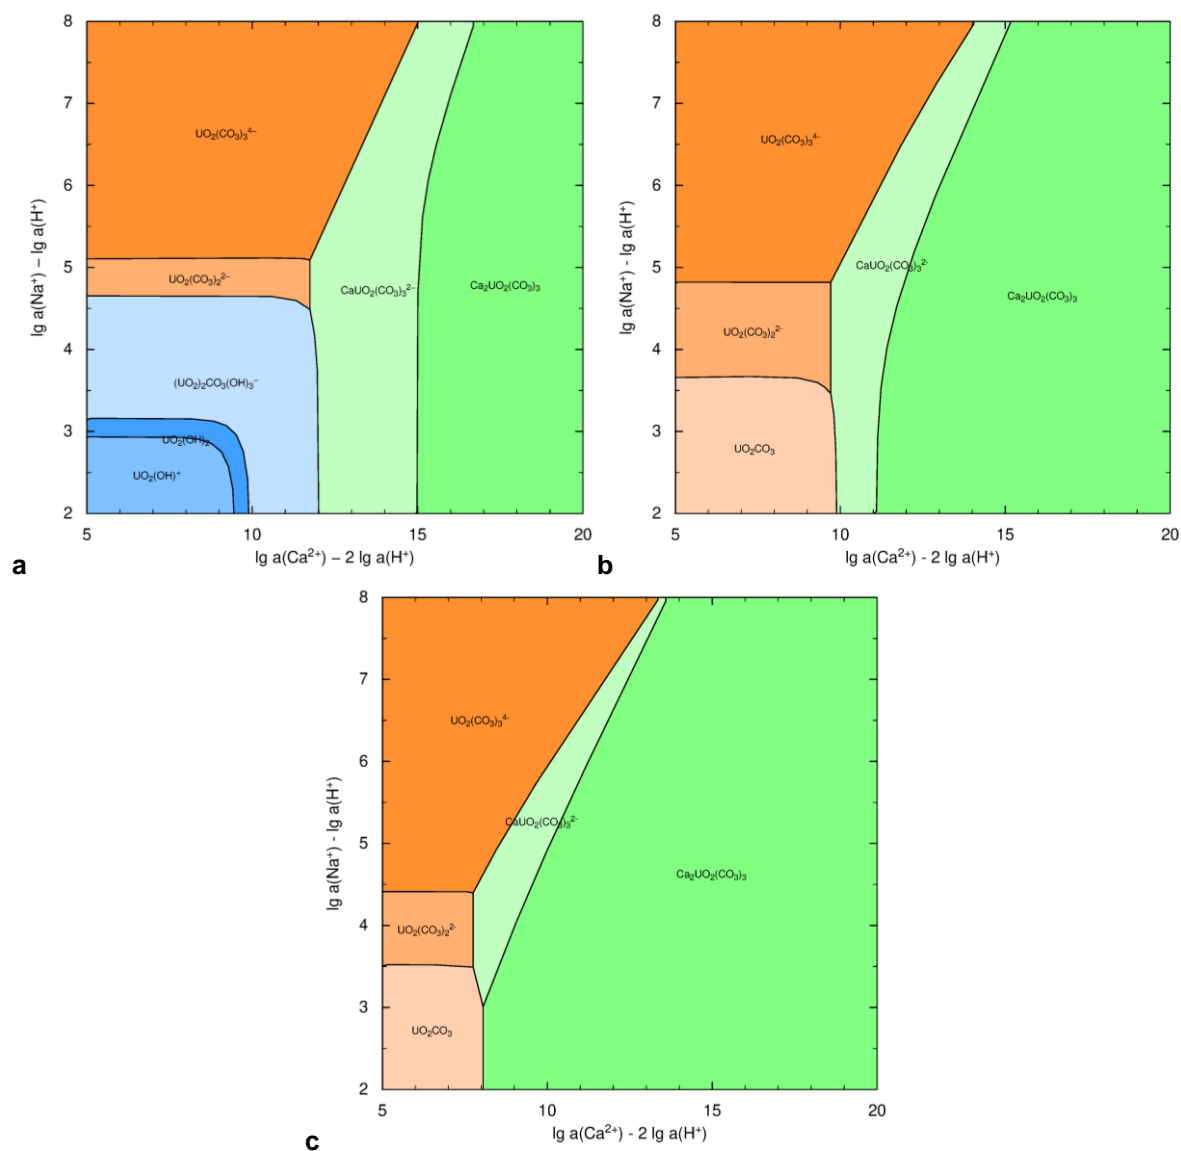 8
7
6
5
4
3
2
lg a(Na⁺) – lg a(H⁺)
UO₂(CO₃)₃⁴⁻
UO₂(CO₃)₂²⁻
CaUO₂(CO₃)₃²⁻
Ca₂UO₂(CO₃)₃
(UO₂)₂CO₃(OH)₃⁻
UO₂(OH)₂
UO₂(OH)⁺
5 10 15 20
lg a(Ca²⁺) – 2 lg a(H⁺)
a
8
7
6
5
4
3
2
lg a(Na⁺) - lg a(H⁺)
UO₂(CO₃)₃⁴⁻
CaUO₂(CO₃)₃²⁻
Ca₂UO₂(CO₃)₃
UO₂(CO₃)₂²⁻
UO₂CO₃
5 10 15 20
lg a(Ca²⁺) - 2 lg a(H⁺)
b
8
7
6
5
4
3
2
lg a(Na⁺) - lg a(H⁺)
UO₂(CO₃)₃⁴⁻
CaUO₂(CO₃)₃²⁻
Ca₂UO₂(CO₃)₃
UO₂(CO₃)₂²⁻
UO₂CO₃
5 10 15 20
lg a(Ca²⁺) - 2 lg a(H⁺)
c